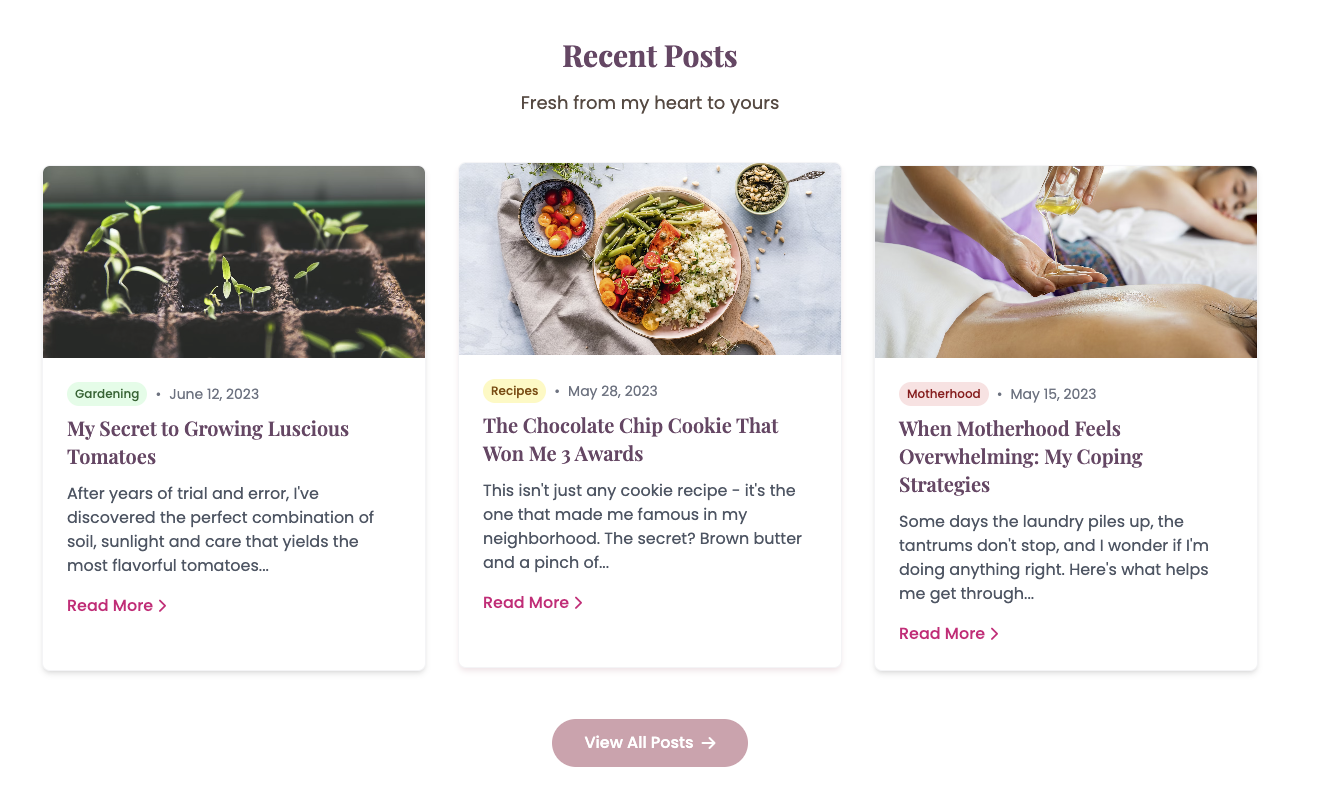 Recent Posts
Fresh from my heart to yours
Gardening • June 12, 2023
My Secret to Growing Luscious
Tomatoes
After years of trial and error, I've
discovered the perfect combination of
soil, sunlight and care that yields the
most flavorful tomatoes...
Read More
Recipes • May 28, 2023
The Chocolate Chip Cookie That
Won Me 3 Awards
This isn't just any cookie recipe - it's the
one that made me famous in my
neighborhood. The secret? Brown butter
and a pinch of...
Read More
Motherhood • May 15, 2023
When Motherhood Feels
Overwhelming: My Coping
Strategies
Some days the laundry piles up, the
tantrums don't stop, and I wonder if I'm
doing anything right. Here's what helps
me get through...
Read More
View All Posts →